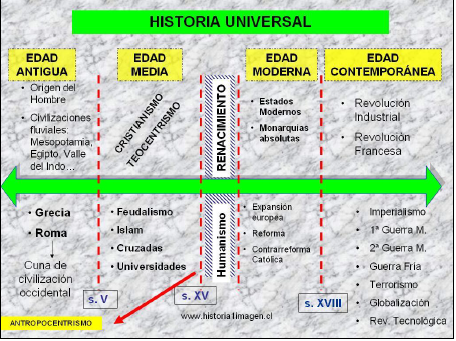 HISTORIA UNIVERSAL
EDAD
ANTIGUA
EDAD
MEDIA
EDAD
MODERNA
EDAD
CONTEMPORÁNEA
• Origen del
Hombre
• Civilizaciones
fluviales:
Mesopotamia,
Egipto, Valle
del Indo…
CRISTIANISMO
TEOCENTRISMO
RENACIMIENTO
• Estados
Modernos
• Monarquias
absolutas
• Revolución
Industrial
• Revolución
Francesa
• Grecia
• Roma
Cuna de
civilización
occidental
• Feudalismo
• Islam
• Cruzadas
• Universidades
Humanismo
• Expansión
europea
• Reforma
• Contrarreforma
Católica
• Imperialismo
• 1ª Guerra M.
• 2ª Guerra M.
• Guerra Fría
• Terrorismo
• Globalización
• Rev. Tecnológica
s. V
s. XV
s. XVIII
www.historia1imagen.cl
ANTROPOCENTRISMO